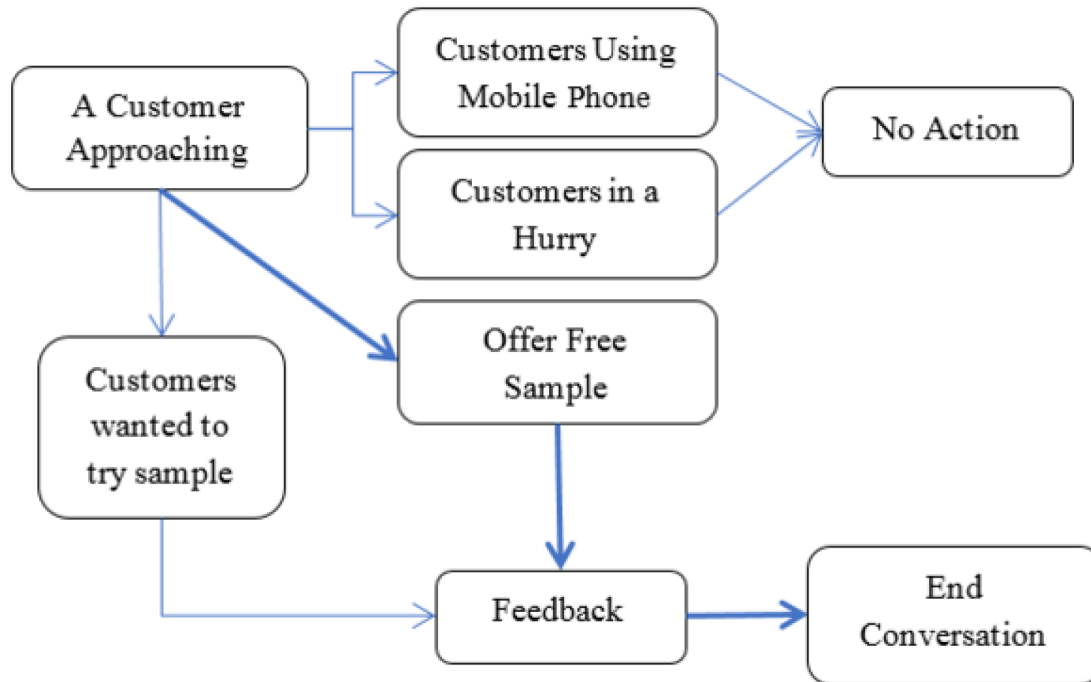 Customers Using
Mobile Phone
A Customer
Approaching
No Action
Customers in a
Hurry
Offer Free
Sample
Customers
wanted to
try sample
Feedback
End
Conversation